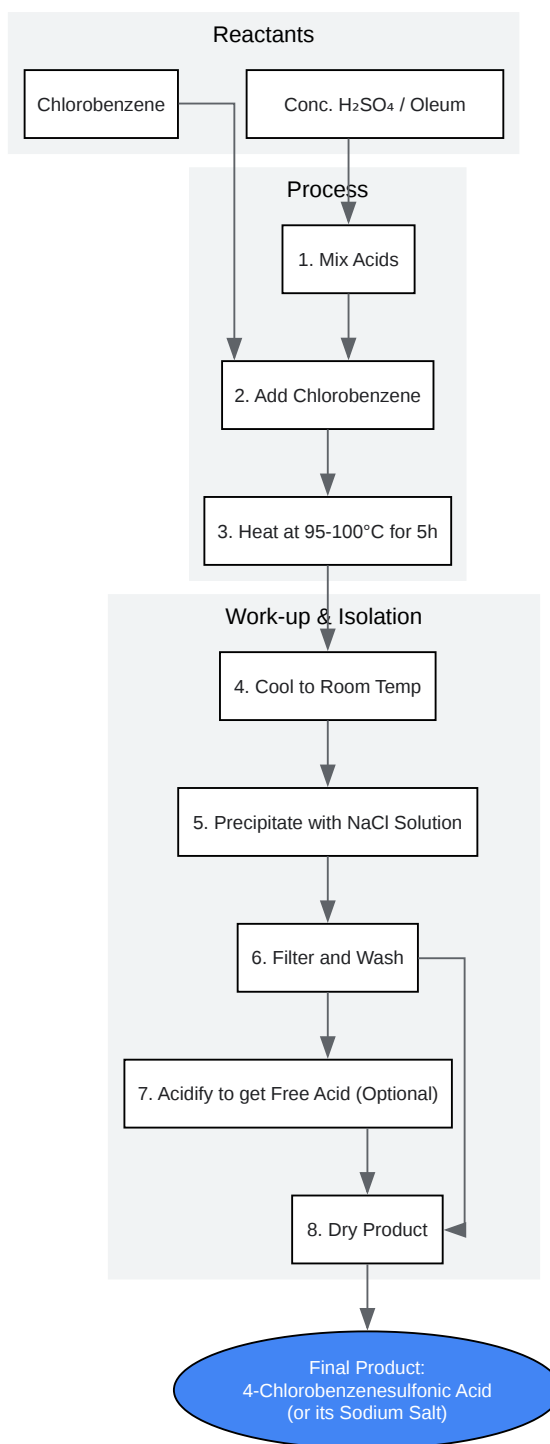 Reactants
Chlorobenzene
Conc. H₂SO₄ / Oleum
Process
1. Mix Acids
2. Add Chlorobenzene
3. Heat at 95-100°C for 5h
Work-up & Isolation
4. Cool to Room Temp
5. Precipitate with NaCl Solution
6. Filter and Wash
7. Acidify to get Free Acid (Optional)
8. Dry Product
Final Product:
4-Chlorobenzenesulfonic Acid
(or its Sodium Salt)